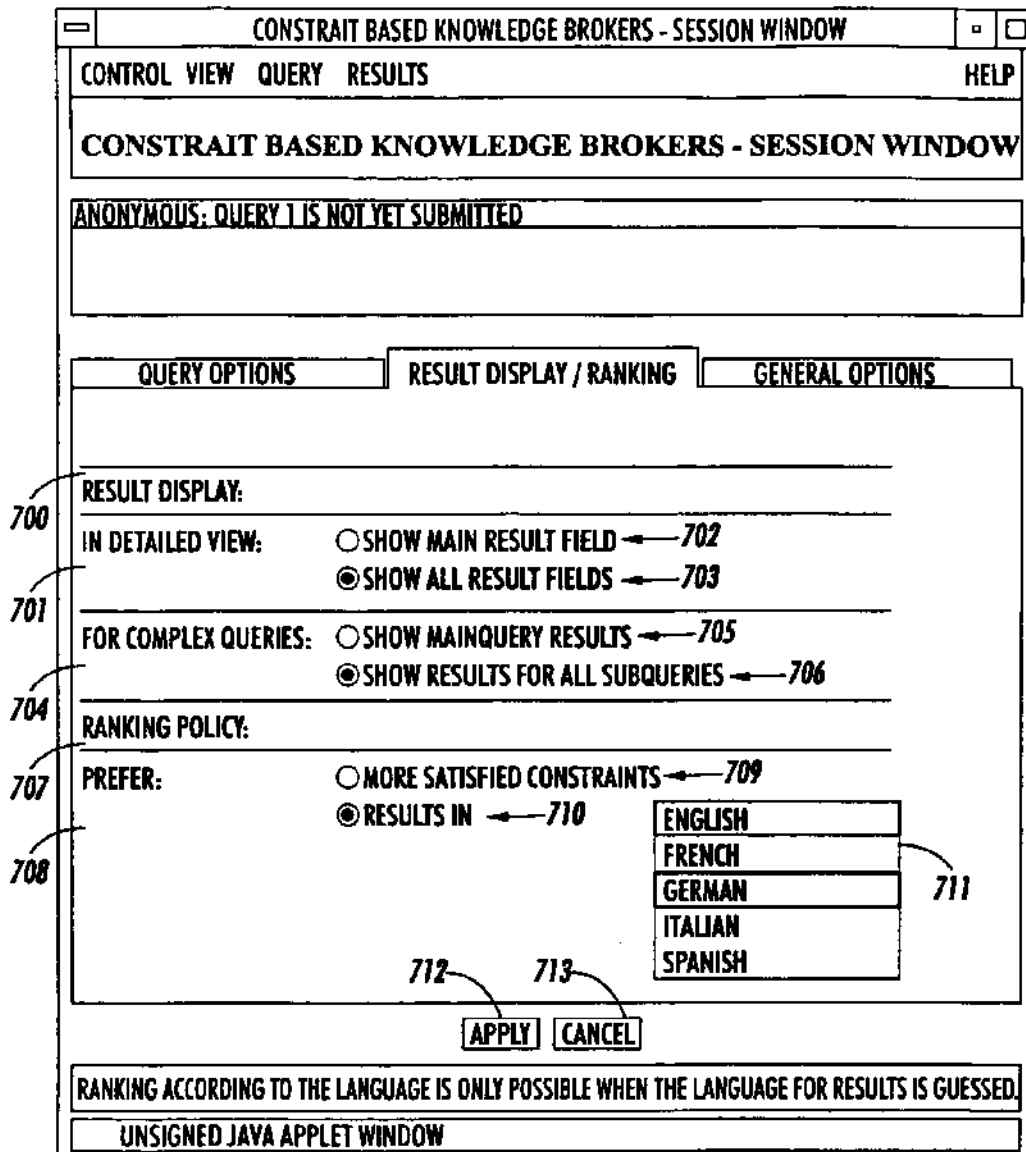 CONSTRAIT BASED KNOWLEDGE BROKERS - SESSION WINDOW
CONTROL VIEW QUERY RESULTS HELP
CONSTRAIT BASED KNOWLEDGE BROKERS - SESSION WINDOW
ANONYMOUS: QUERY 1 IS NOT YET SUBMITTED
QUERY OPTIONS RESULT DISPLAY / RANKING GENERAL OPTIONS
700 RESULT DISPLAY:
IN DETAILED VIEW: SHOW MAIN RESULT FIELD 702
701 SHOW ALL RESULT FIELDS 703
FOR COMPLEX QUERIES: SHOW MAINQUERY RESULTS 705
704 SHOW RESULTS FOR ALL SUBQUERIES 706
RANKING POLICY:
707 PREFER: MORE SATISFIED CONSTRAINTS 709
708 RESULTS IN 710 ENGLISH
FRENCH
GERMAN 711
ITALIAN
SPANISH
712 713
APPLY CANCEL
RANKING ACCORDING TO THE LANGUAGE IS ONLY POSSIBLE WHEN THE LANGUAGE FOR RESULTS IS GUESSED.
UNSIGNED JAVA APPLET WINDOW